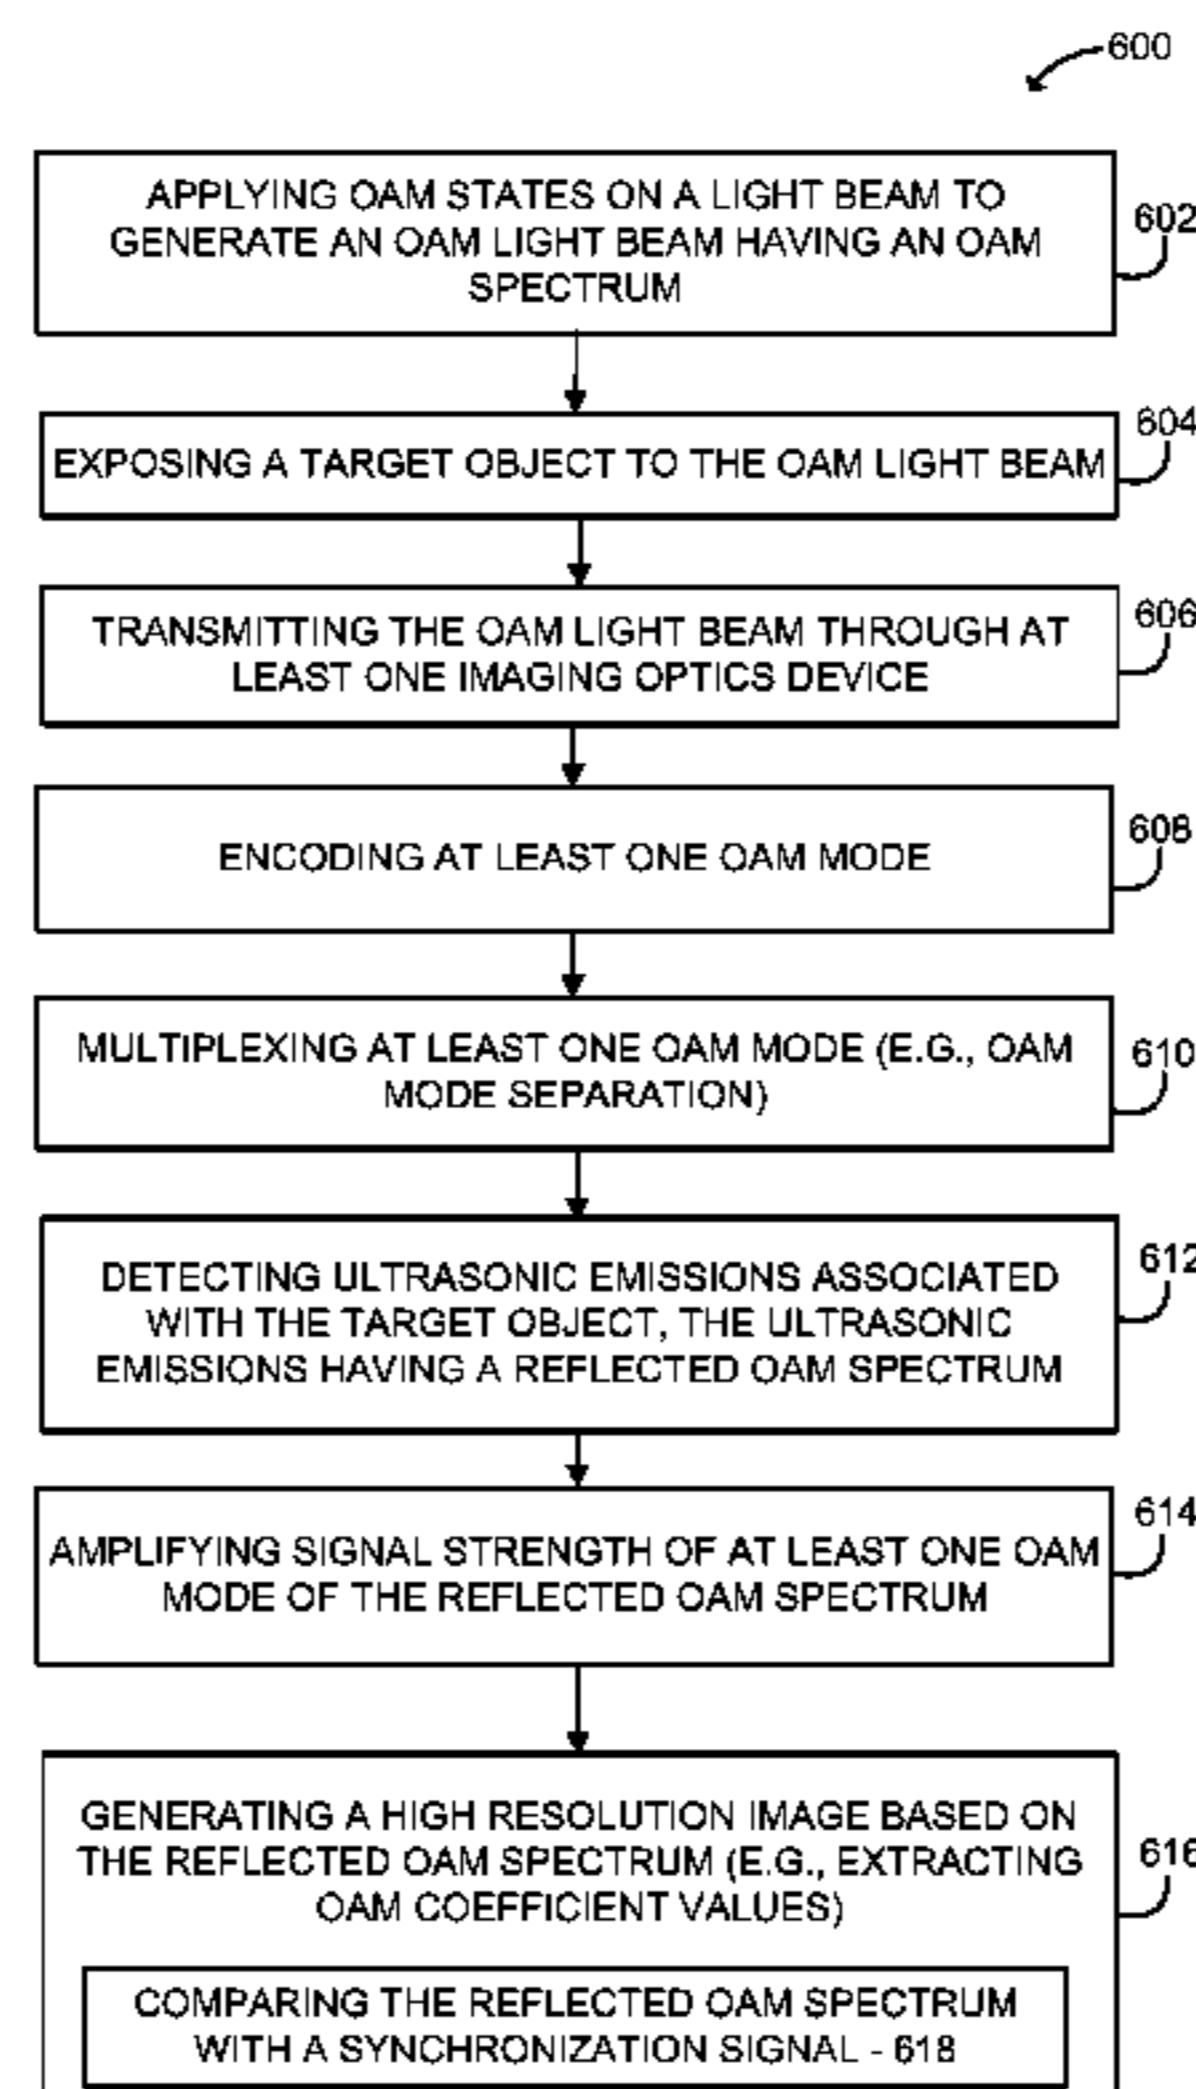 600
APPLYING OAM STATES ON A LIGHT BEAM TO
GENERATE AN OAM LIGHT BEAM HAVING AN OAM
SPECTRUM
602
EXPOSING A TARGET OBJECT TO THE OAM LIGHT BEAM
604
TRANSMITTING THE OAM LIGHT BEAM THROUGH AT
LEAST ONE IMAGING OPTICS DEVICE
606
ENCODING AT LEAST ONE OAM MODE
608
MULTIPLEXING AT LEAST ONE OAM MODE (E.G., OAM
MODE SEPARATION)
610
DETECTING ULTRASONIC EMISSIONS ASSOCIATED
WITH THE TARGET OBJECT, THE ULTRASONIC
EMISSIONS HAVING A REFLECTED OAM SPECTRUM
612
AMPLIFYING SIGNAL STRENGTH OF AT LEAST ONE OAM
MODE OF THE REFLECTED OAM SPECTRUM
614
GENERATING A HIGH RESOLUTION IMAGE BASED ON
THE REFLECTED OAM SPECTRUM (E.G., EXTRACTING
OAM COEFFICIENT VALUES)
616
COMPARING THE REFLECTED OAM SPECTRUM
WITH A SYNCHRONIZATION SIGNAL - 618